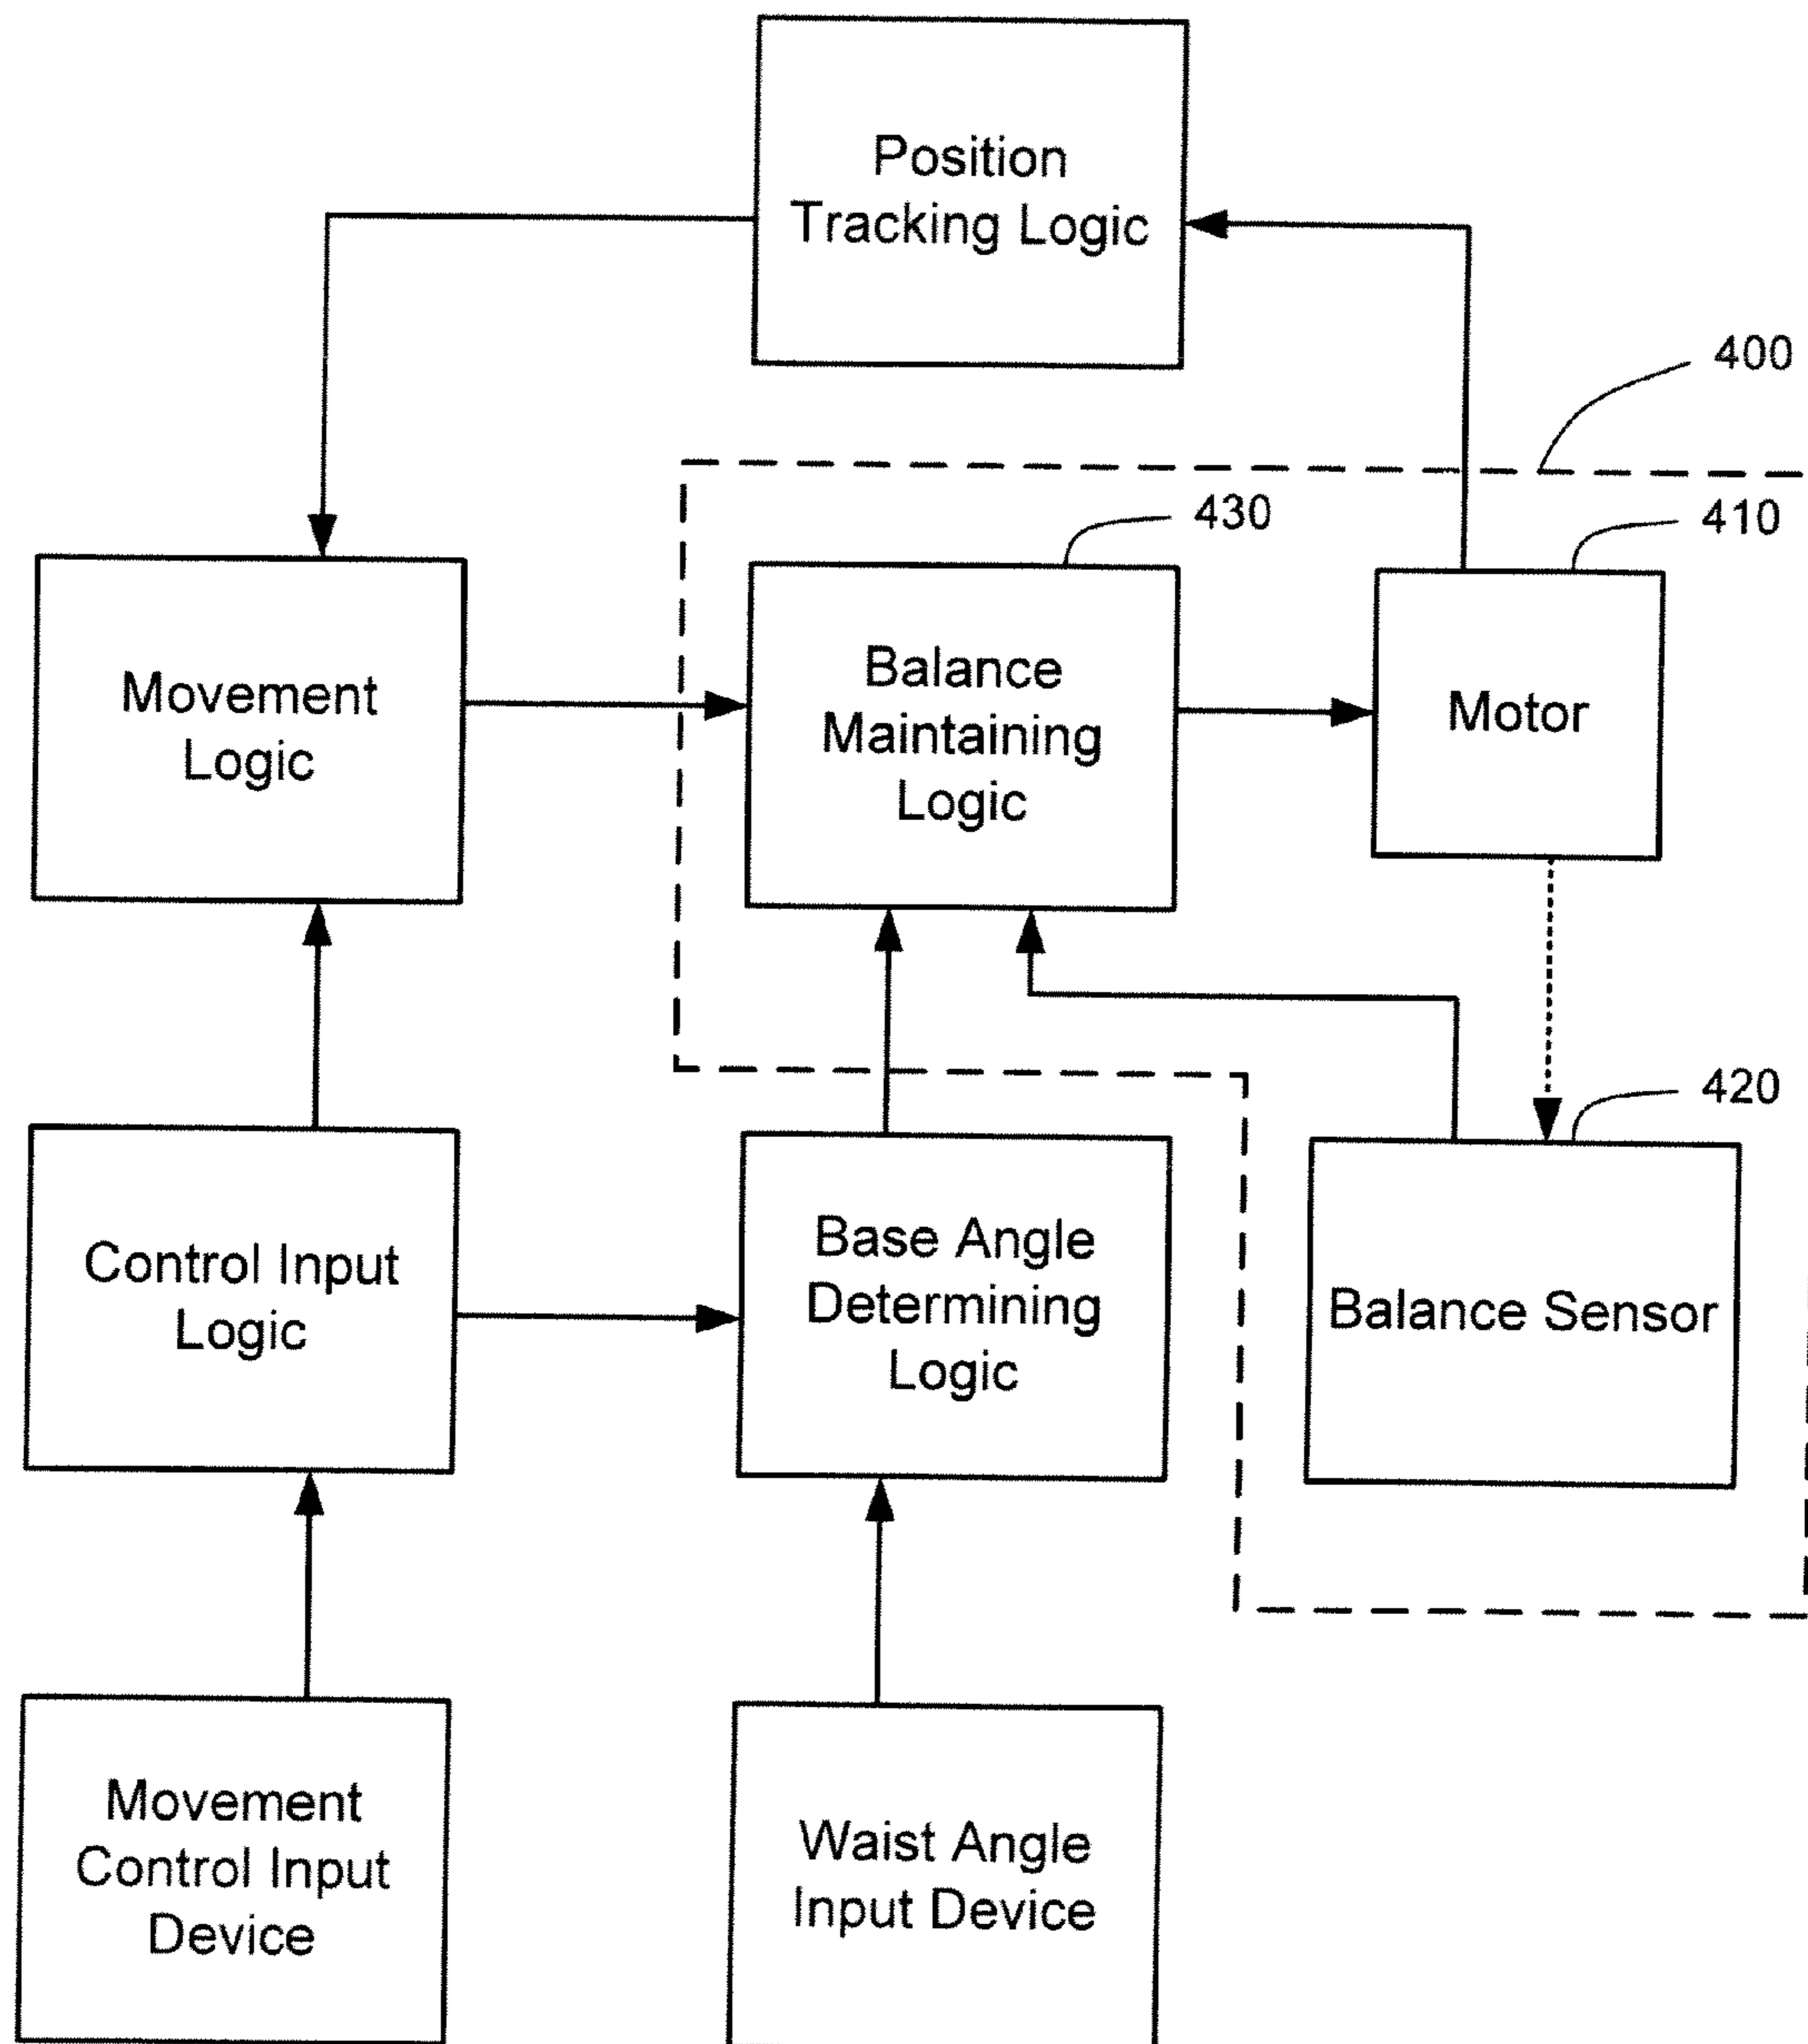 Position
Tracking Logic
400
430
410
Movement
Logic
Balance
Maintaining
Logic
Motor
420
Control Input
Logic
Base Angle
Determining
Logic
Balance Sensor
Movement
Control Input
Device
Waist Angle
Input Device